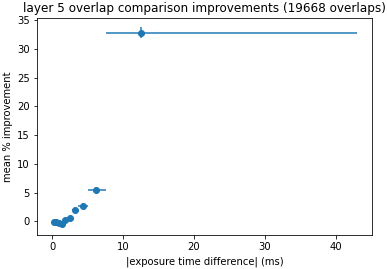 layer 5 overlap comparison improvements (19668 overlaps)
35
30
25
20
15
10
5
0
mean % improvement
0 10 20 30 40
|exposure time difference| (ms)